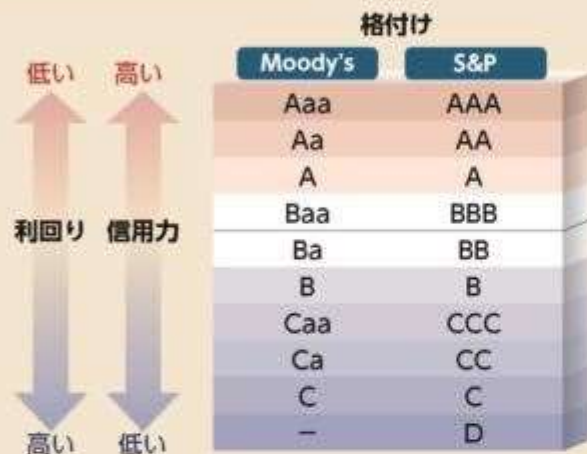 格付け
低い 高い Moody's S&P
Aaa AAA
Aa AA
A A
利回り 信用力 Baa BBB
Ba BB
B B
Caa CCC
Ca CC
C C
高い 低い – D